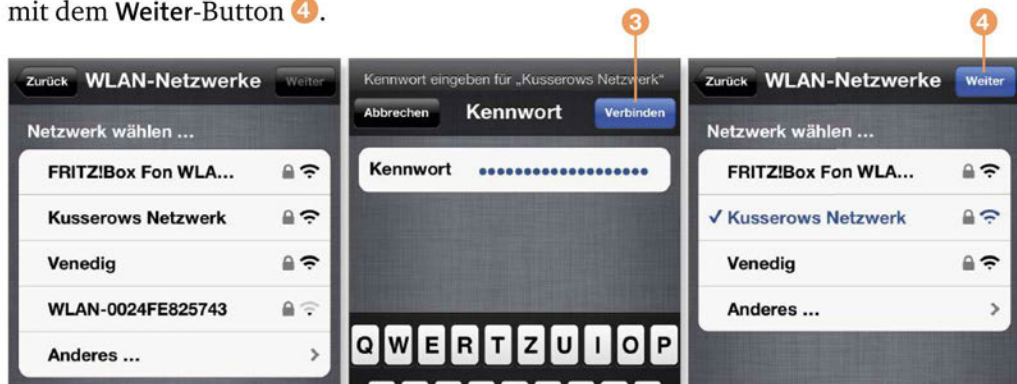 mit dem Weiter-Button 4.
3
4
Zurück WLAN-Netzwerke Weiter
Netzwerk wählen ...
FRITZ!Box Fon WLA...
Kusserows Netzwerk
Venedig
WLAN-0024FE825743
Anderes ...
Kennwort eingeben für „Kusserows Netzwerk“
Abbrechen Kennwort Verbinden
Kennwort •••••••••••••••••••
Q W E R T Z U I O P
Zurück WLAN-Netzwerke Weiter
Netzwerk wählen ...
FRITZ!Box Fon WLA...
✓ Kusserows Netzwerk
Venedig
Anderes ...